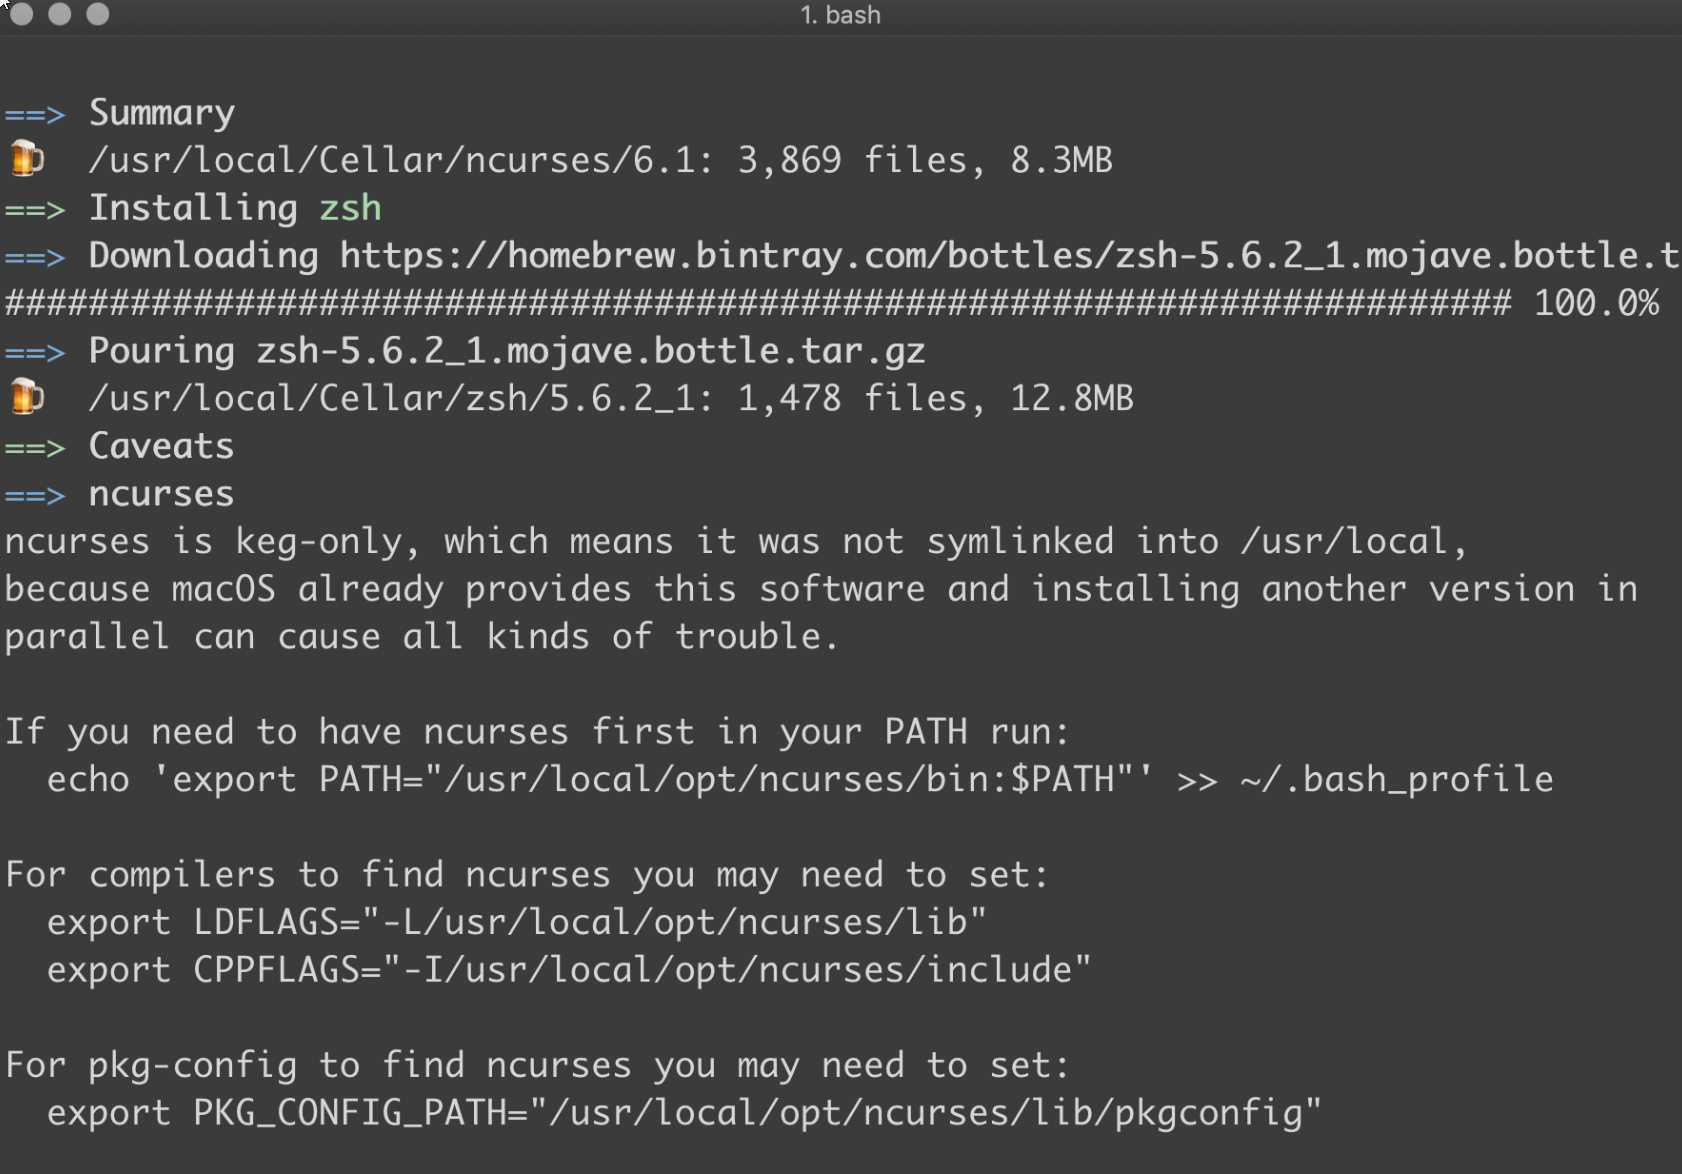 1. bash
==> Summary
🍺  /usr/local/Cellar/ncurses/6.1: 3,869 files, 8.3MB
==> Installing zsh
==> Downloading https://homebrew.bintray.com/bottles/zsh-5.6.2_1.mojave.bottle.t
######################################################################## 100.0%
==> Pouring zsh-5.6.2_1.mojave.bottle.tar.gz
🍺  /usr/local/Cellar/zsh/5.6.2_1: 1,478 files, 12.8MB
==> Caveats
==> ncurses
ncurses is keg-only, which means it was not symlinked into /usr/local,
because macOS already provides this software and installing another version in
parallel can cause all kinds of trouble.
If you need to have ncurses first in your PATH run:
  echo 'export PATH="/usr/local/opt/ncurses/bin:$PATH"' >> ~/.bash_profile
For compilers to find ncurses you may need to set:
  export LDFLAGS="-L/usr/local/opt/ncurses/lib"
  export CPPFLAGS="-I/usr/local/opt/ncurses/include"
For pkg-config to find ncurses you may need to set:
  export PKG_CONFIG_PATH="/usr/local/opt/ncurses/lib/pkgconfig"